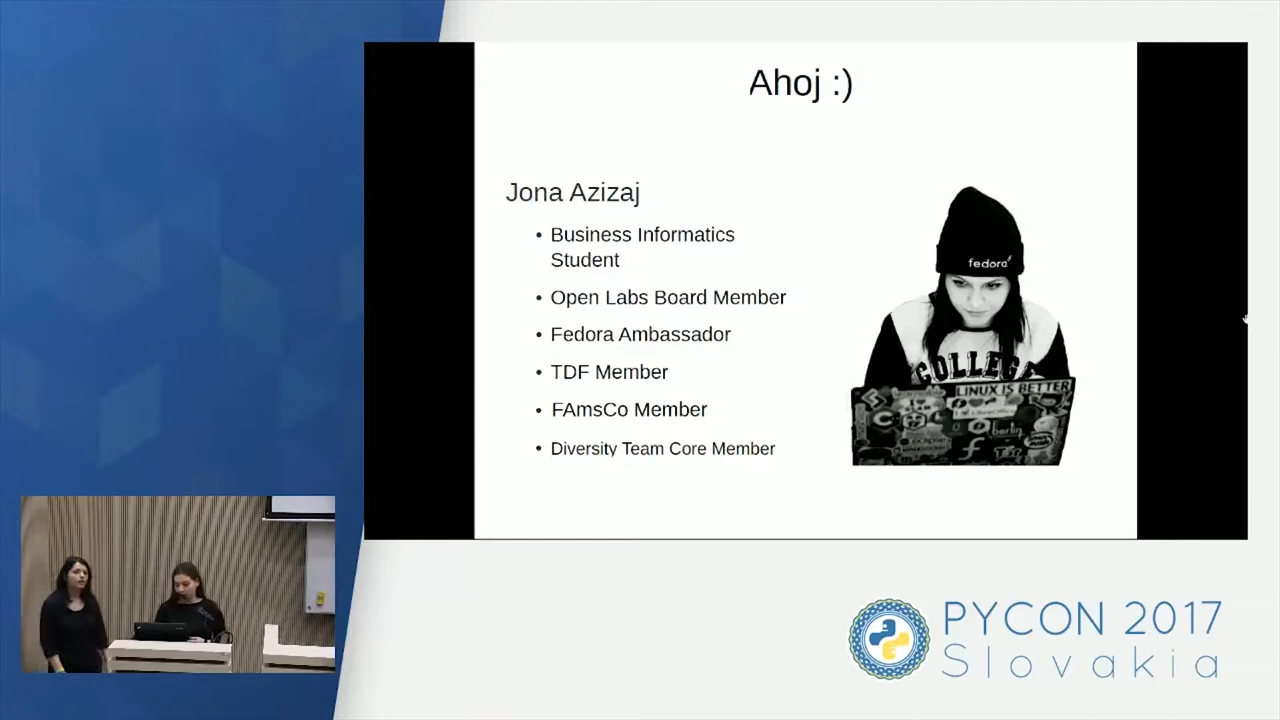 Ahoj :)
Jona Azizaj
• Business Informatics
Student
• Open Labs Board Member
• Fedora Ambassador
• TDF Member
• FAmsCo Member
• Diversity Team Core Member
fedora
COLLEGE
LINUX IS BETTER
berlin
PYCON 2017
Slovakia